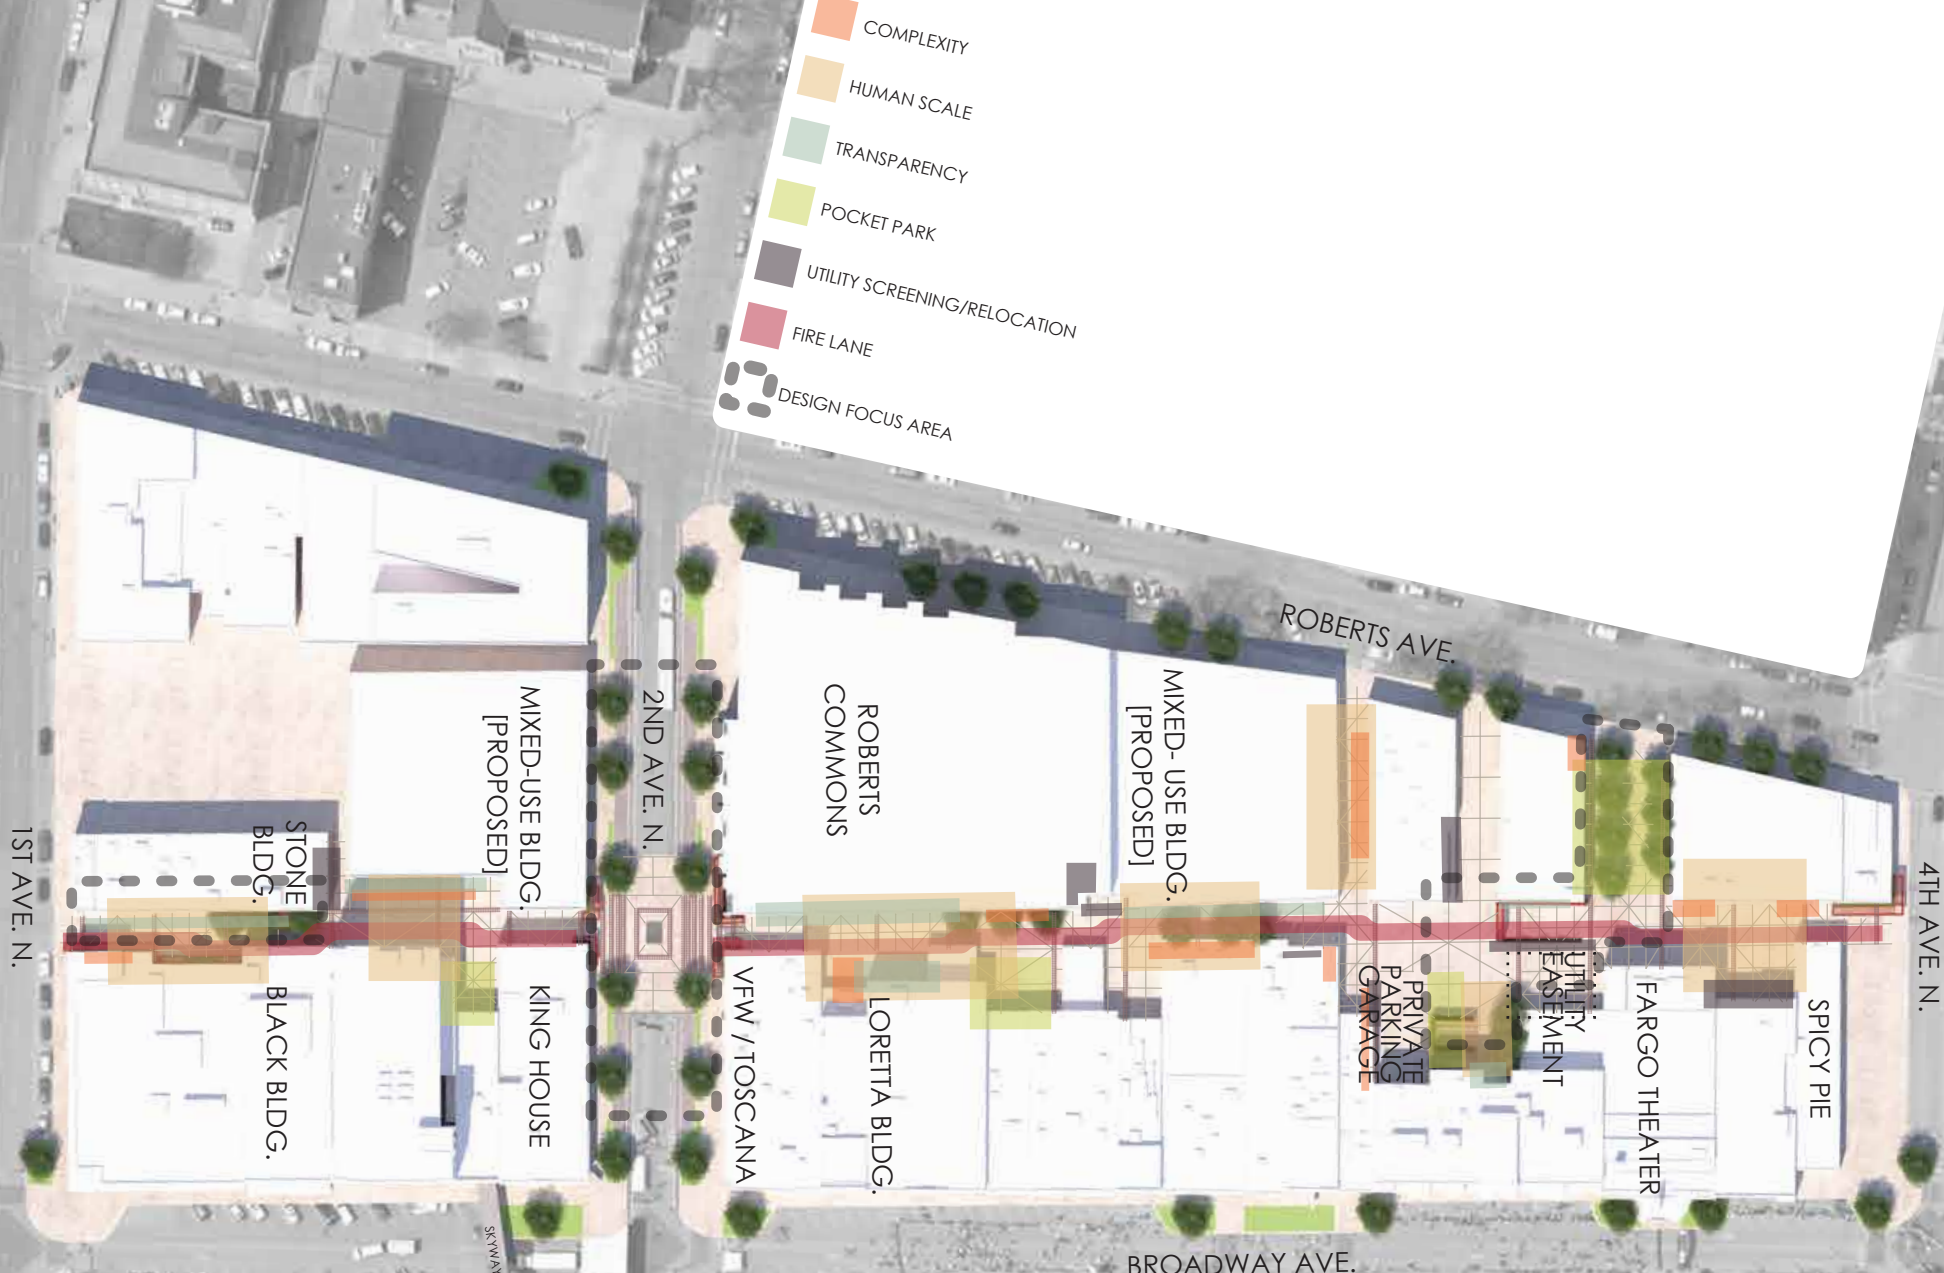 COMPLEXITY
HUMAN SCALE
TRANSPARENCY
POCKET PARK
UTILITY SCREENING/RELOCATION
FIRE LANE
DESIGN FOCUS AREA
ROBERTS AVE.
1ST AVE. N.
STONE
BLDG.
MIXED-USE BLDG.
[PROPOSED]
2ND AVE. N.
ROBERTS
COMMONS
MIXED- USE BLDG.
[PROPOSED]
4TH AVE. N.
BLACK BLDG.
KING HOUSE
VFW / TOSCANA
LORETTA BLDG.
PRIVATE
PARKING
GARAGE
UTILITY
EASEMENT
FARGO THEATER
SPICY PIE
SKYWAY
BROADWAY AVE.